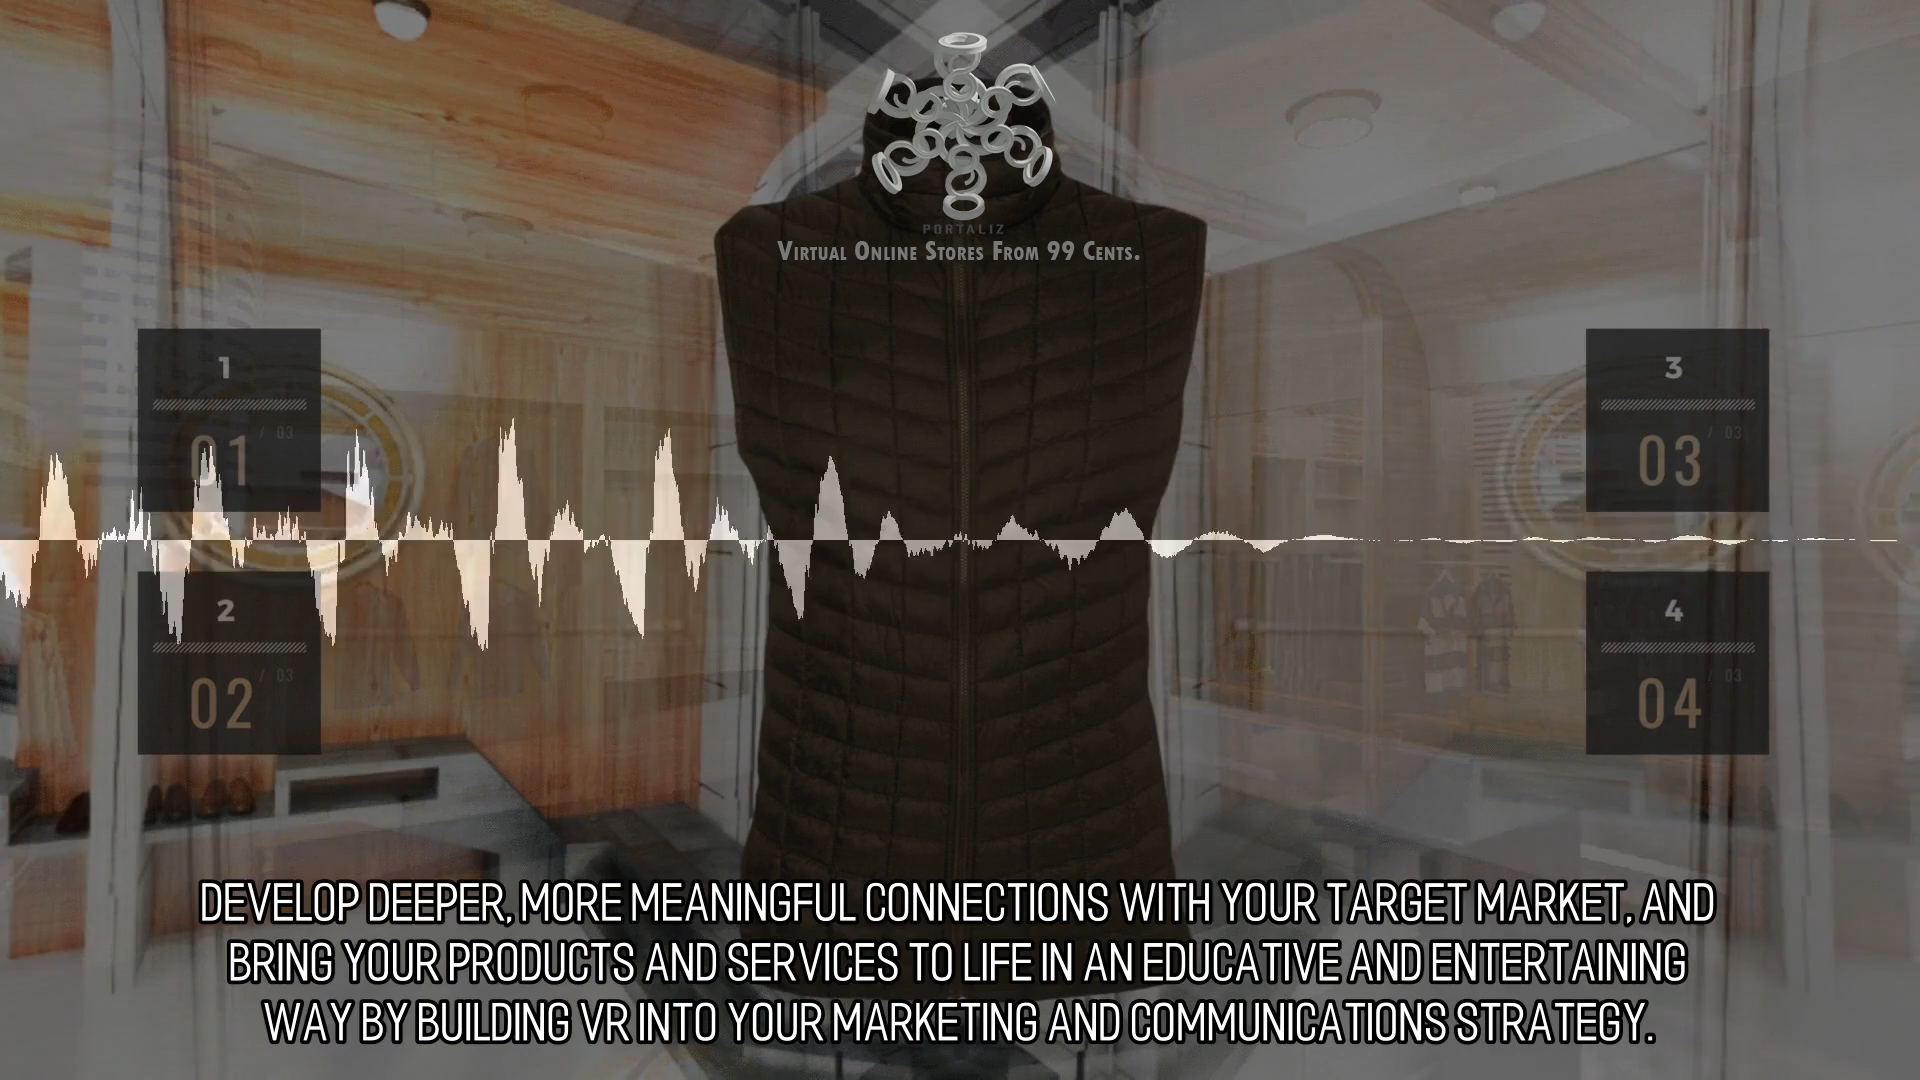 PORTALIZ
Virtual Online Stores From 99 Cents.
1
01 / 03
2
02 / 03
3
03 / 03
4
04 / 03
DEVELOP DEEPER, MORE MEANINGFUL CONNECTIONS WITH YOUR TARGET MARKET, AND
BRING YOUR PRODUCTS AND SERVICES TO LIFE IN AN EDUCATIVE AND ENTERTAINING
WAY BY BUILDING VR INTO YOUR MARKETING AND COMMUNICATIONS STRATEGY.